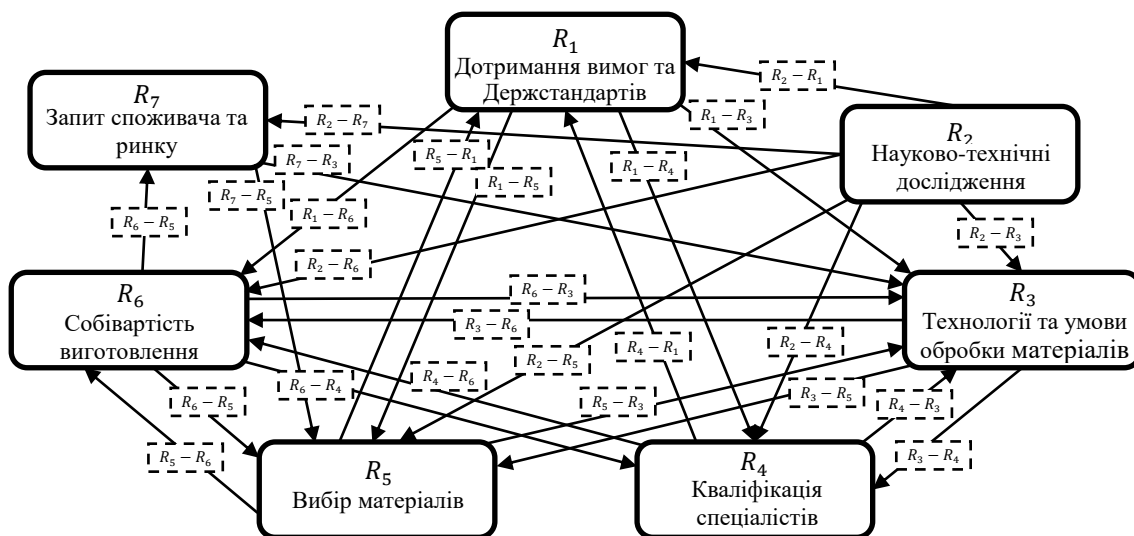 R₁
Дотримання вимог та
Держстандартів
R₂ − R₁
R₇
Запит споживача та
ринку
R₂ − R₇
R₁ − R₃
R₂
Науково-технічні
дослідження
R₇ − R₃
R₅ − R₁
R₁ − R₄
R₇ − R₅
R₁ − R₅
R₁ − R₆
R₆ − R₅
R₂ − R₃
R₂ − R₆
R₆
Собівартість
виготовлення
R₆ − R₃
R₃ − R₆
R₃
Технології та умови
обробки матеріалів
R₄ − R₁
R₂ − R₄
R₂ − R₅
R₄ − R₆
R₆ − R₄
R₆ − R₅
R₅ − R₃
R₃ − R₅
R₄ − R₃
R₅ − R₆
R₃ − R₄
R₅
Вибір матеріалів
R₄
Кваліфікація
спеціалістів